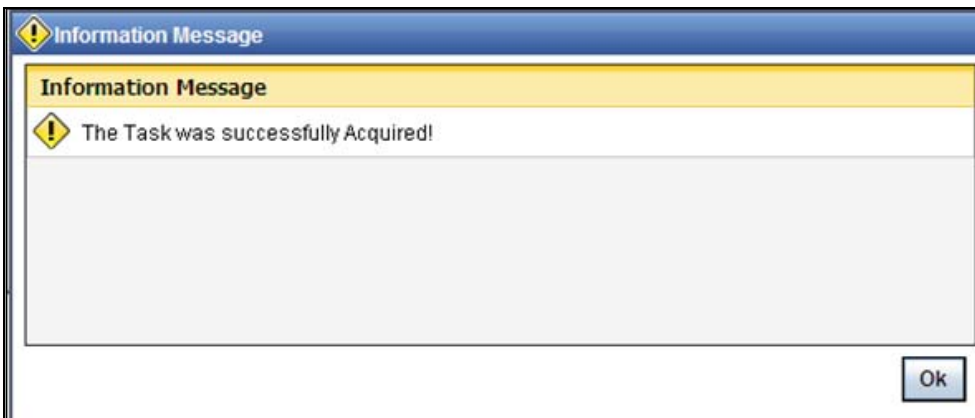 Information Message
Information Message
The Task was successfully Acquired!
Ok